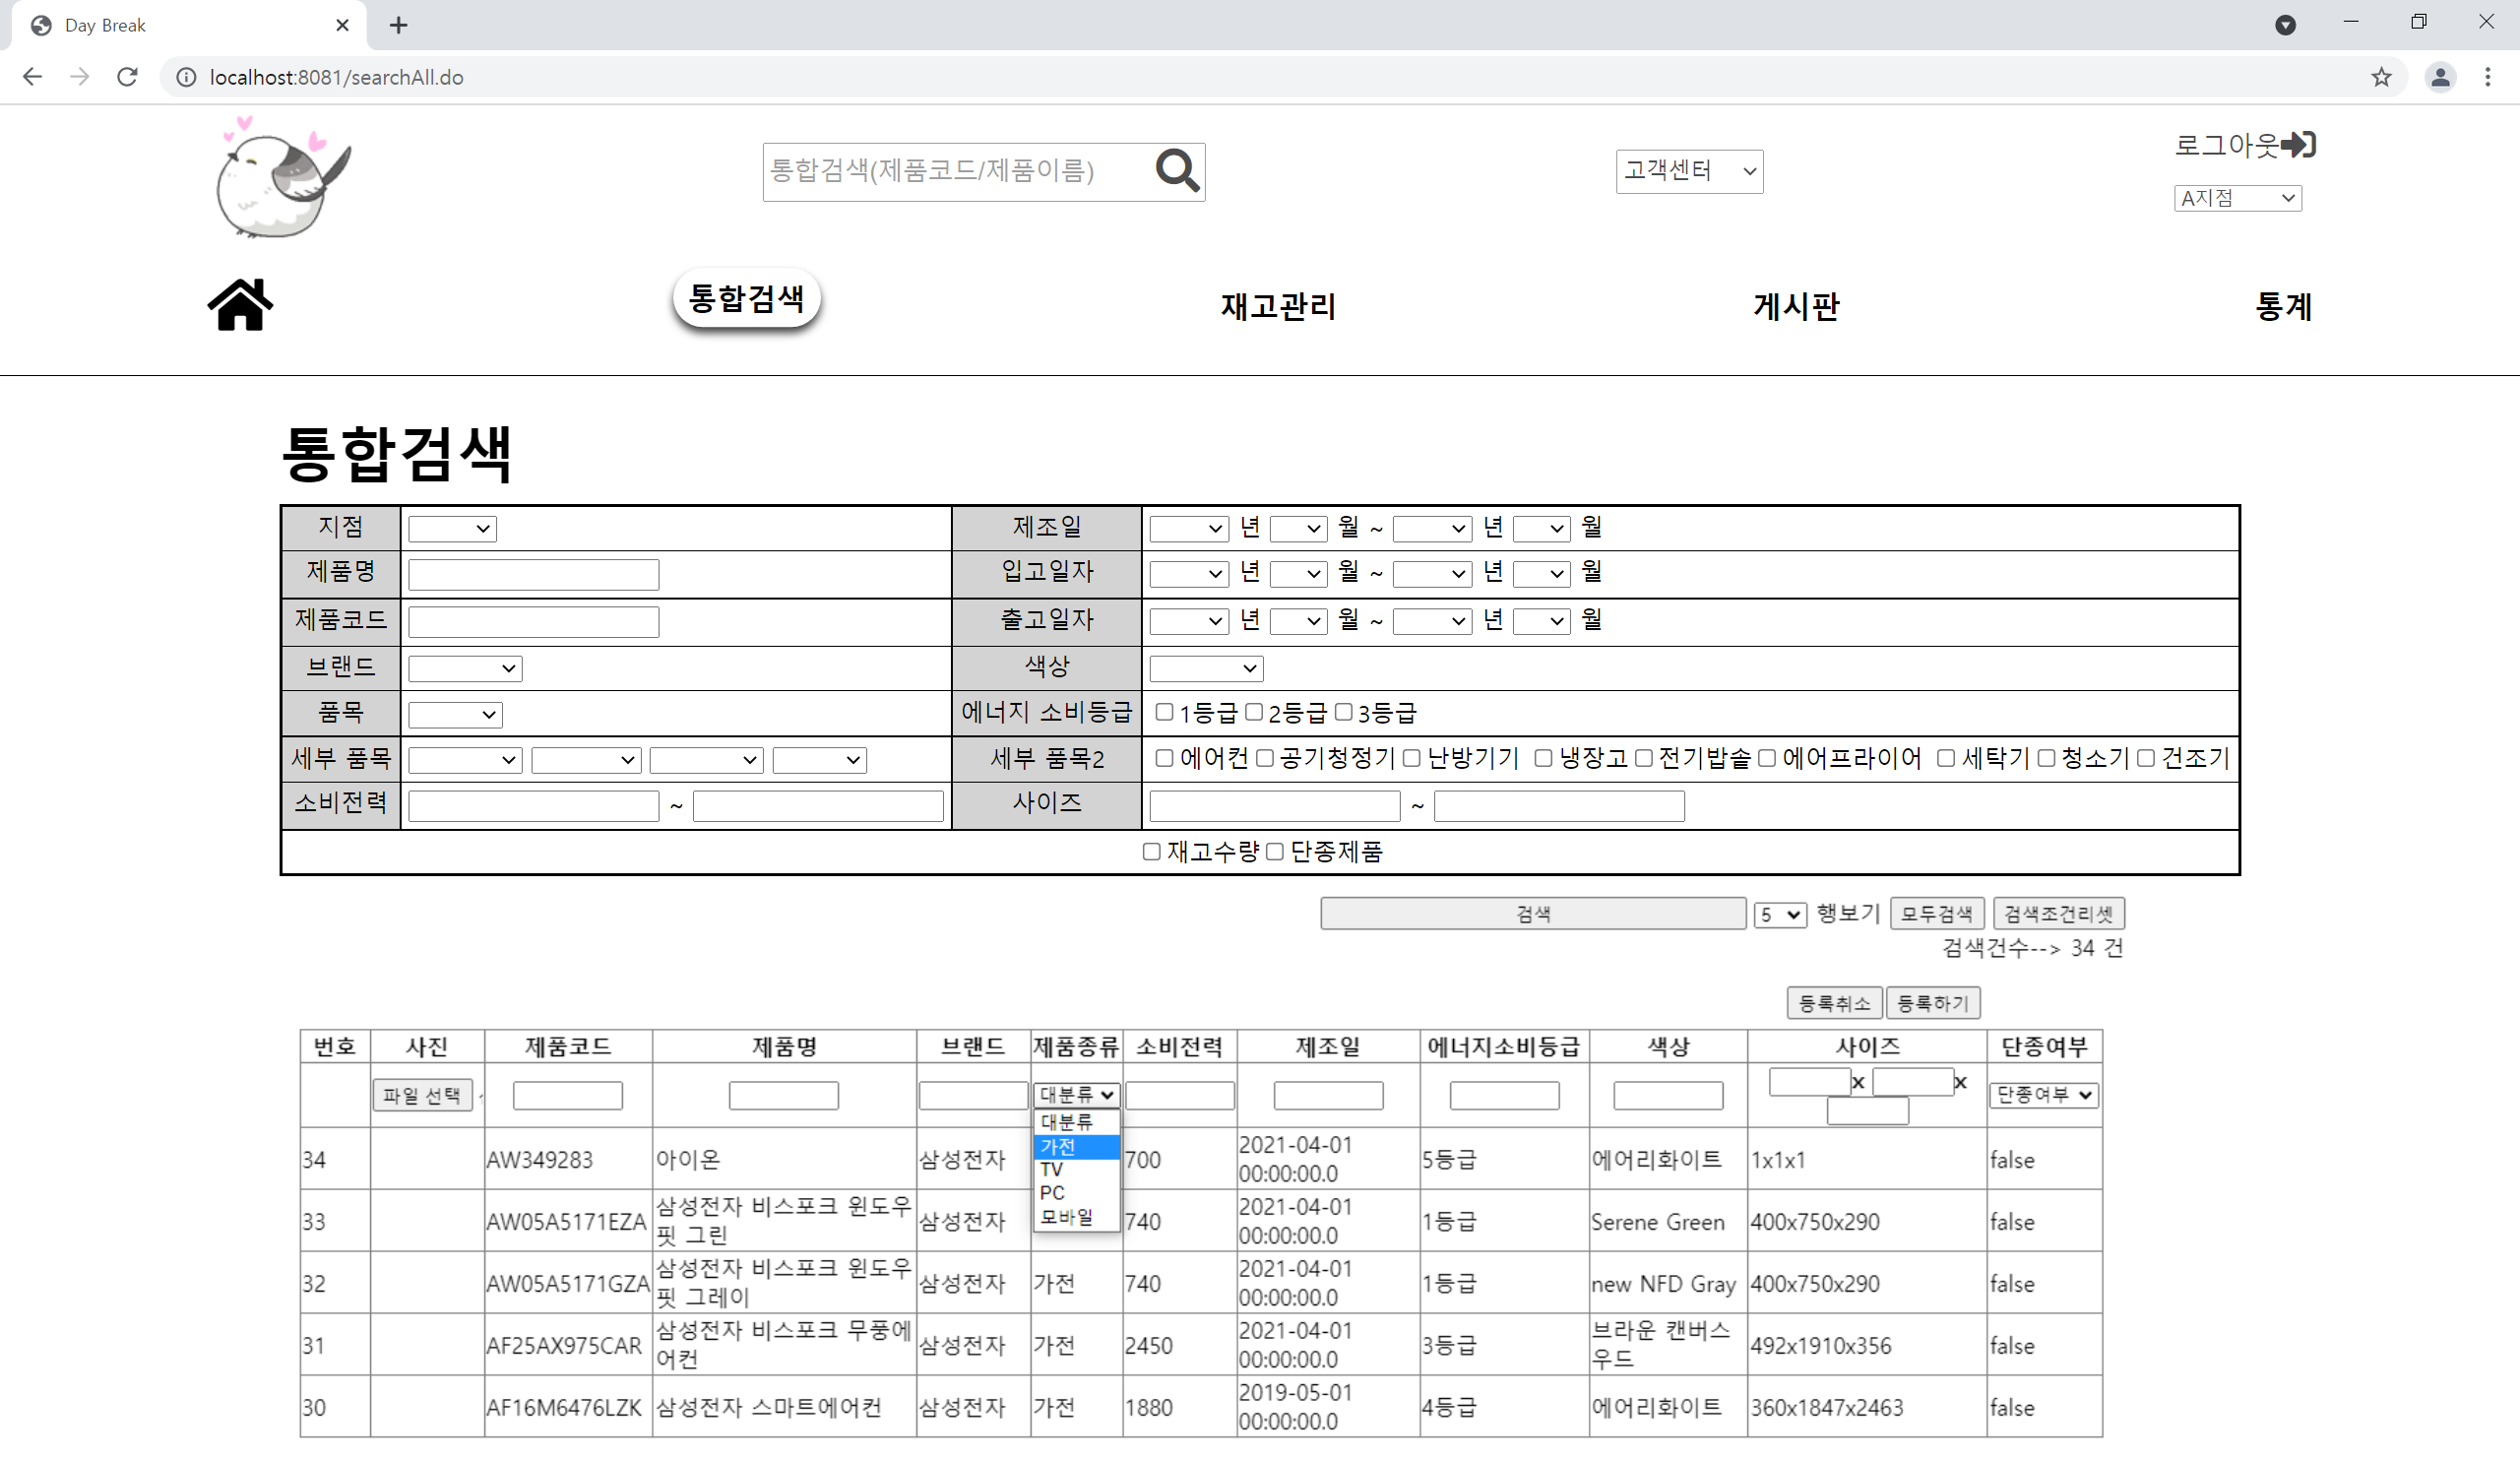 Day Break
localhost:8081/searchAll.do
통합검색(제품코드/제품이름)
고객센터
로그아웃
A지점
통합검색 재고관리 게시판 통계
통합검색
지점 제조일 년 월 ~ 년 월
제품명 입고일자 년 월 ~ 년 월
제품코드 출고일자 년 월 ~ 년 월
브랜드 색상
품목 에너지 소비등급 1등급 2등급 3등급
세부 품목 세부 품목2 에어컨 공기청정기 난방기기 냉장고 전기밥솥 에어프라이어 세탁기 청소기 건조기
소비전력 ~ 사이즈 ~
재고수량 단종제품
검색 5 행보기 모두검색 검색조건리셋
검색건수--> 34 건
등록취소 등록하기
번호 사진 제품코드 제품명 브랜드 제품종류 소비전력 제조일 에너지소비등급 색상 사이즈 단종여부
파일 선택 대분류 x x 단종여부
대분류
가전
TV
PC
모바일
34 AW349283 아이온 삼성전자 700 2021-04-01 5등급 에어리화이트 1x1x1 false
00:00:00.0
33 AW05A5171EZA 삼성전자 비스포크 윈도우 삼성전자 740 2021-04-01 1등급 Serene Green 400x750x290 false
핏 그린 00:00:00.0
32 AW05A5171GZA 삼성전자 비스포크 윈도우 삼성전자 가전 740 2021-04-01 1등급 new NFD Gray 400x750x290 false
핏 그레이 00:00:00.0
31 AF25AX975CAR 삼성전자 비스포크 무풍에 삼성전자 가전 2450 2021-04-01 3등급 브라운 캔버스 492x1910x356 false
어컨 00:00:00.0 우드
30 AF16M6476LZK 삼성전자 스마트에어컨 삼성전자 가전 1880 2019-05-01 4등급 에어리화이트 360x1847x2463 false
00:00:00.0